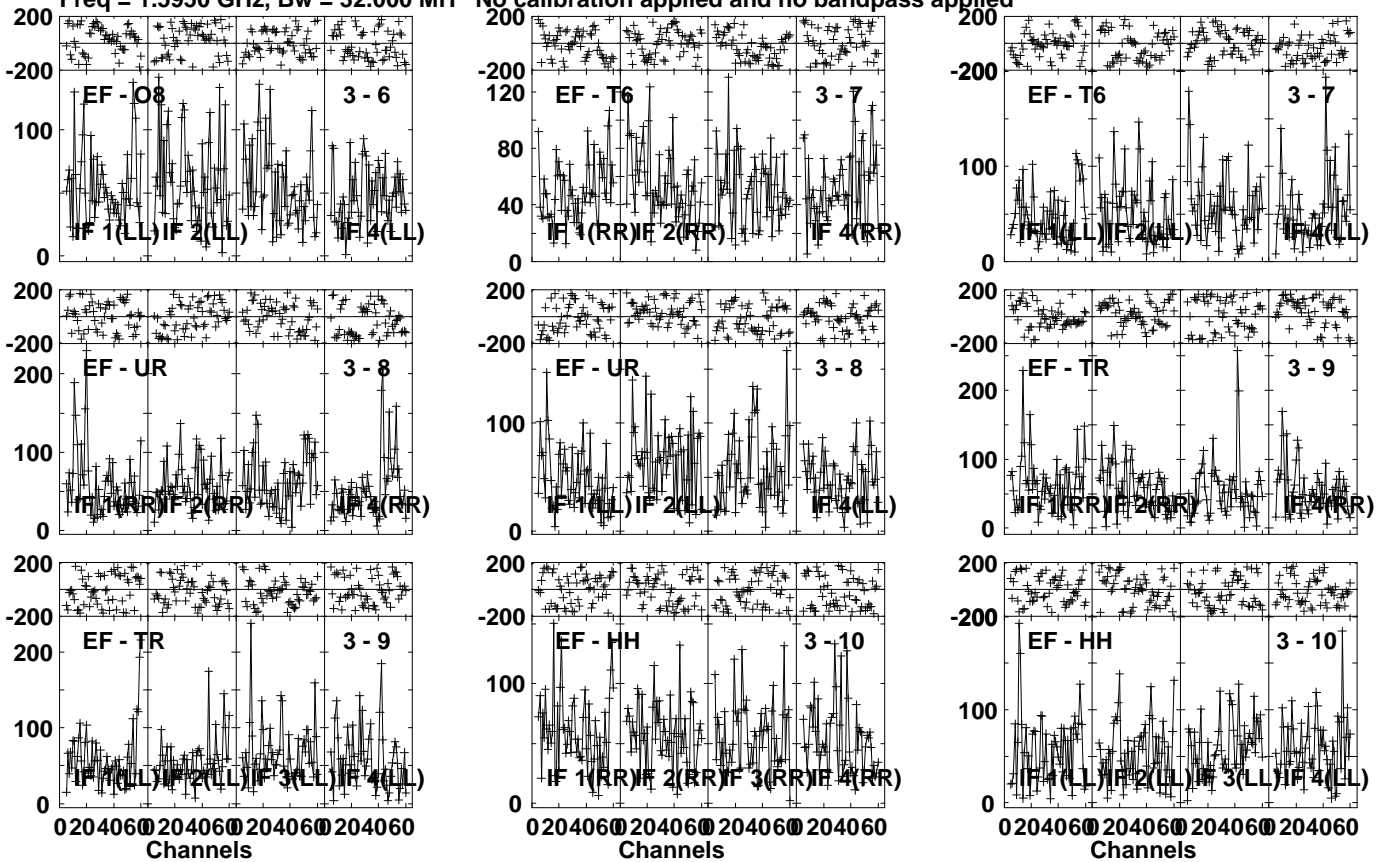 Freq = 1.5950 GHz, Bw = 32.000 MH No calibration applied and no bandpass applied
200
-200
EF - O8 3 - 6
100
0
IF 1(LL) IF 2(LL) IF 4(LL)
200
-200
EF - T6 3 - 7
120
80
40
0
IF 1(RR) IF 2(RR) IF 4(RR)
200
-200
EF - T6 3 - 7
100
0
IF 1(LL) IF 2(LL) IF 4(LL)
200
-200
EF - UR 3 - 8
200
100
0
IF 1(RR) IF 2(RR) IF 4(RR)
200
-200
EF - UR 3 - 8
100
0
IF 1(LL) IF 2(LL) IF 4(LL)
200
-200
EF - TR 3 - 9
200
100
0
IF 1(RR) IF 2(RR) IF 4(RR)
200
-200
EF - TR 3 - 9
200
100
0
IF 1(LL) IF 2(LL) IF 3(LL) IF 4(LL)
0 20 40 60 0 20 40 60 0 20 40 60 0 20 40 60
Channels
200
-200
EF - HH 3 - 10
100
0
IF 1(RR) IF 2(RR) IF 3(RR) IF 4(RR)
0 20 40 60 0 20 40 60 0 20 40 60 0 20 40 60
Channels
200
-200
200
EF - HH 3 - 10
100
0
IF 1(LL) IF 2(LL) IF 3(LL) IF 4(LL)
0 20 40 60 0 20 40 60 0 20 40 60 0 20 40 60
Channels